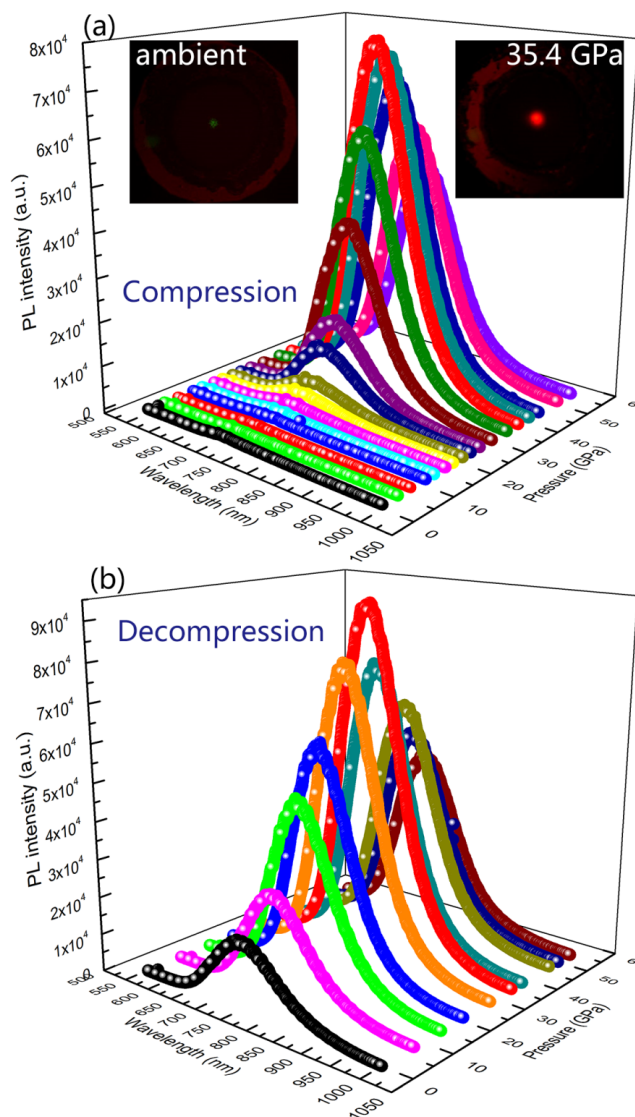 (a)
ambient
35.4 GPa
Compression
PL intensity (a.u.)
8x10⁴
7x10⁴
6x10⁴
5x10⁴
4x10⁴
3x10⁴
2x10⁴
1x10⁴
0
500
550
600
650
700
750
800
850
900
950
1000
1050
Wavelength (nm)
0
10
20
30
40
50
Pressure (GPa)
(b)
Decompression
PL intensity (a.u.)
9x10⁴
8x10⁴
7x10⁴
6x10⁴
5x10⁴
4x10⁴
3x10⁴
2x10⁴
1x10⁴
0
500
550
600
650
700
750
800
850
900
950
1000
1050
Wavelength (nm)
0
10
20
30
40
50
Pressure (GPa)